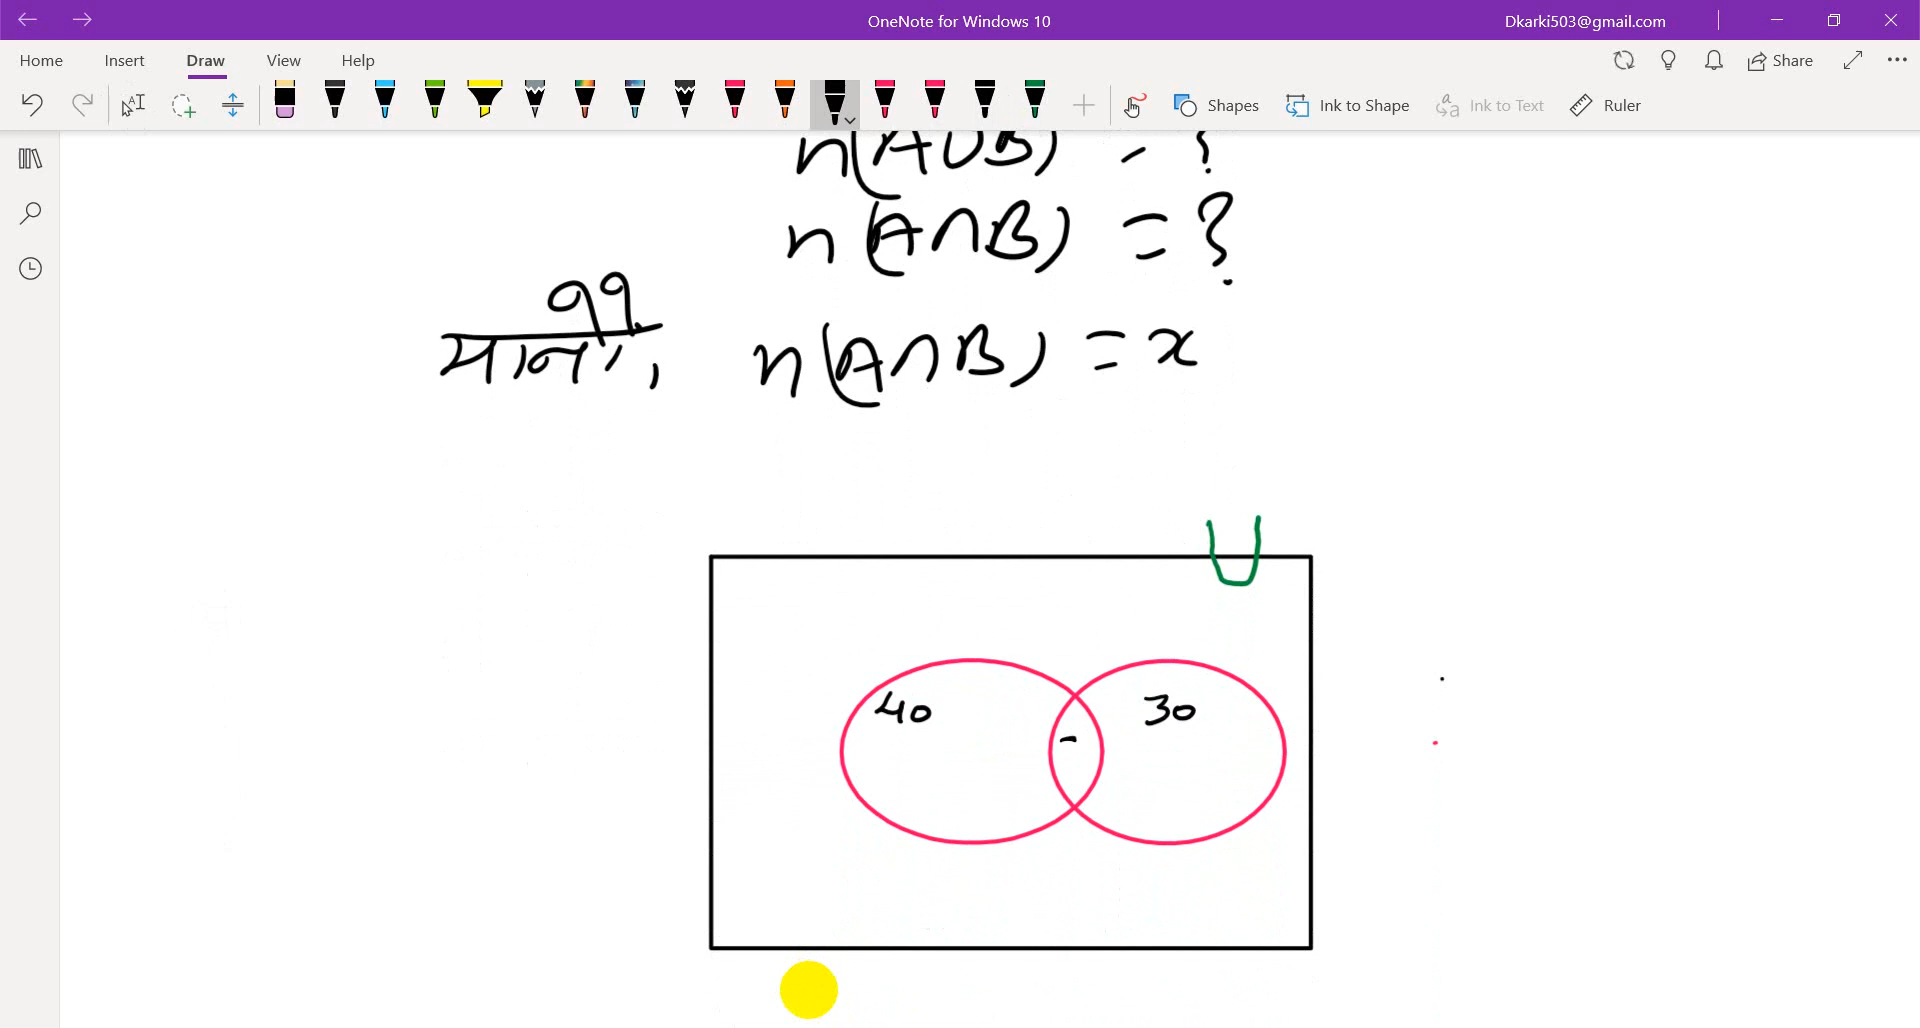 OneNote for Windows 10
Dkarki503@gmail.com
Home Insert Draw View Help
Share
Shapes Ink to Shape Ink to Text Ruler
n(A∪B) = ?
n(A∩B) = ?
n(A∩B) = x
U
40 30